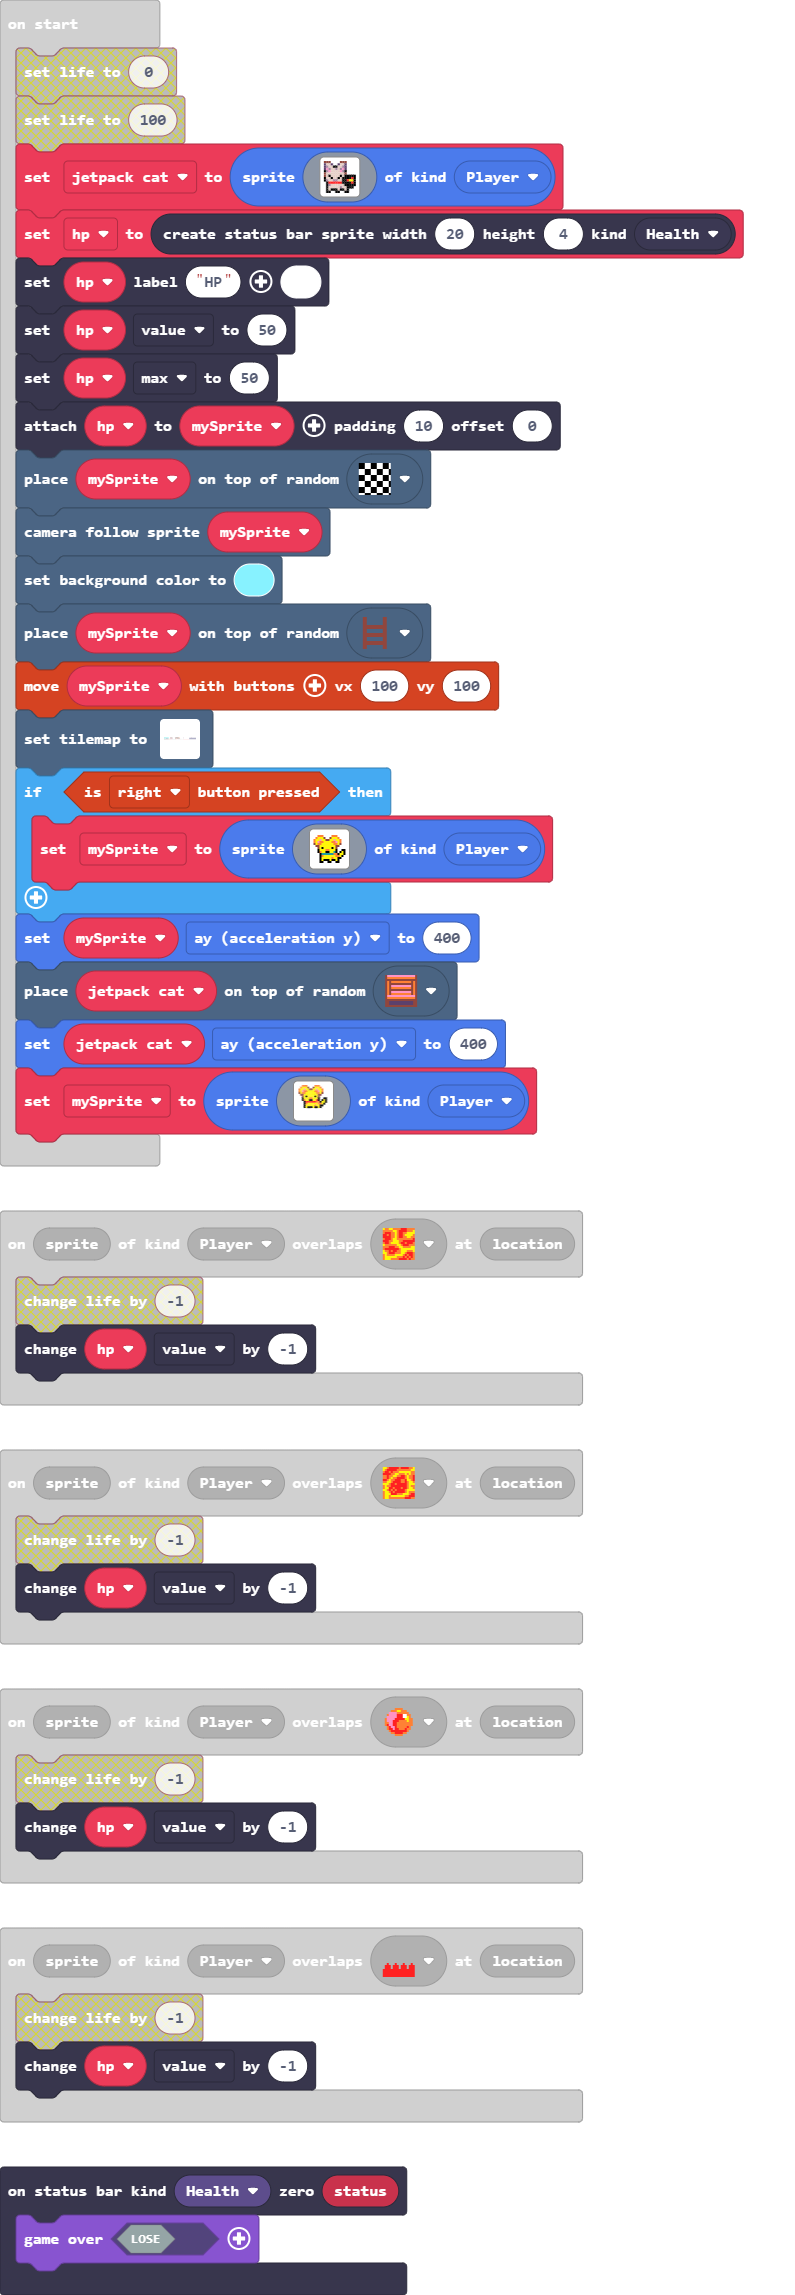 on start
set life to 0
set life to 100
set jetpack cat to sprite of kind Player
set hp to create status bar sprite width 20 height 4 kind Health
set hp label "HP"
set hp value to 50
set hp max to 50
attach hp to mySprite padding 10 offset 0
place mySprite on top of random
camera follow sprite mySprite
set background color to
place mySprite on top of random
move mySprite with buttons vx 100 vy 100
set tilemap to
if is right button pressed then
set mySprite to sprite of kind Player
set mySprite ay (acceleration y) to 400
place jetpack cat on top of random
set jetpack cat ay (acceleration y) to 400
set mySprite to sprite of kind Player
on sprite of kind Player overlaps at location
change life by -1
change hp value by -1
on sprite of kind Player overlaps at location
change life by -1
change hp value by -1
on sprite of kind Player overlaps at location
change life by -1
change hp value by -1
on sprite of kind Player overlaps at location
change life by -1
change hp value by -1
on status bar kind Health zero status
game over LOSE